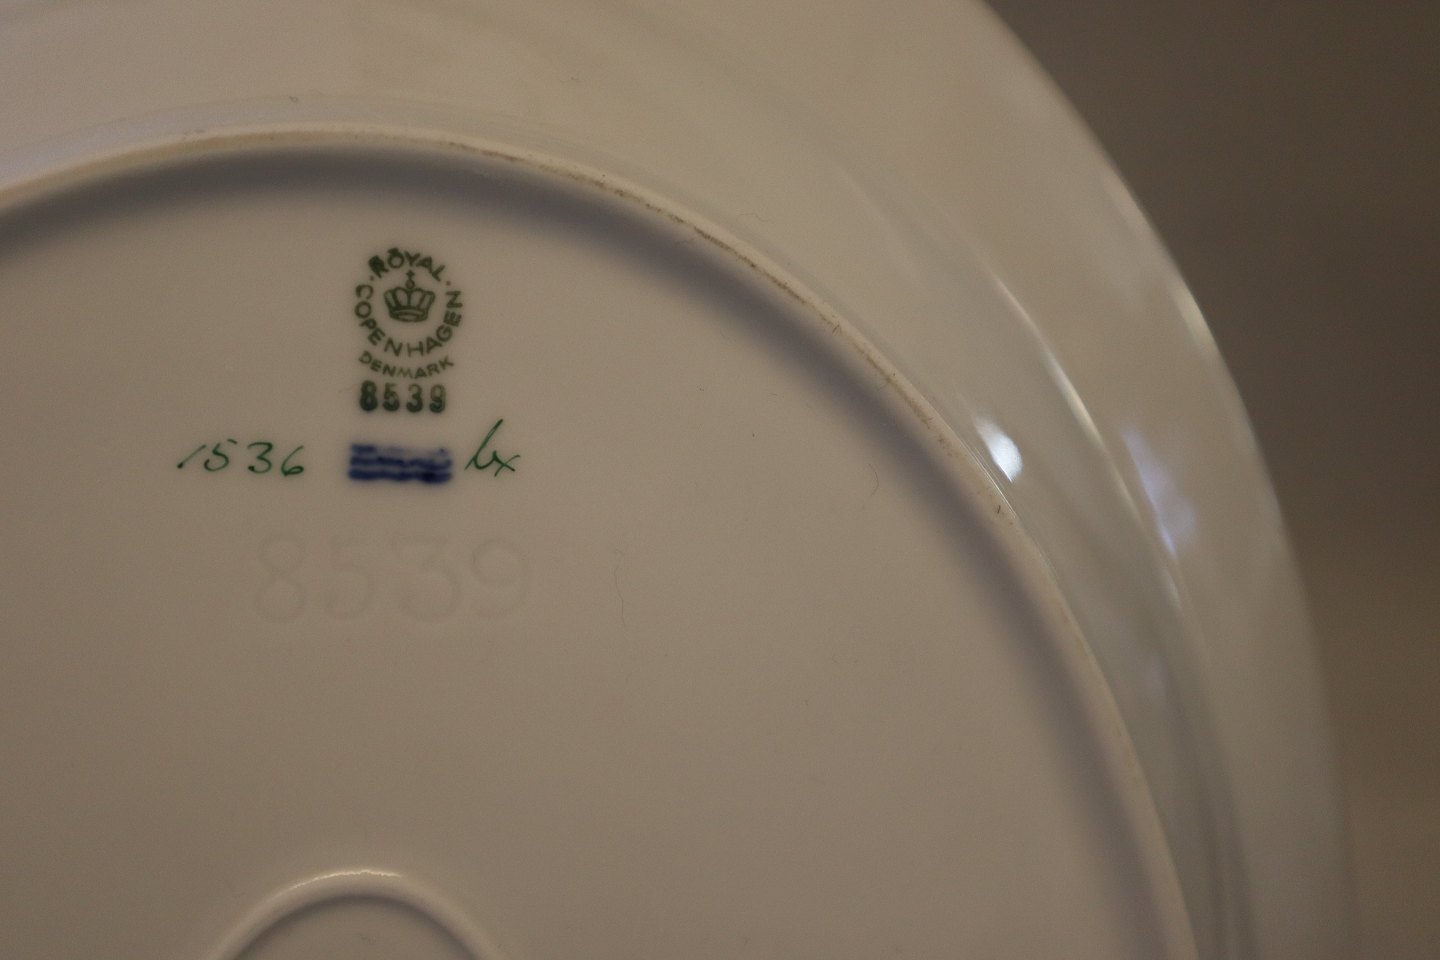 ROYAL
COPENHAGEN
DENMARK
8539
1536
8539